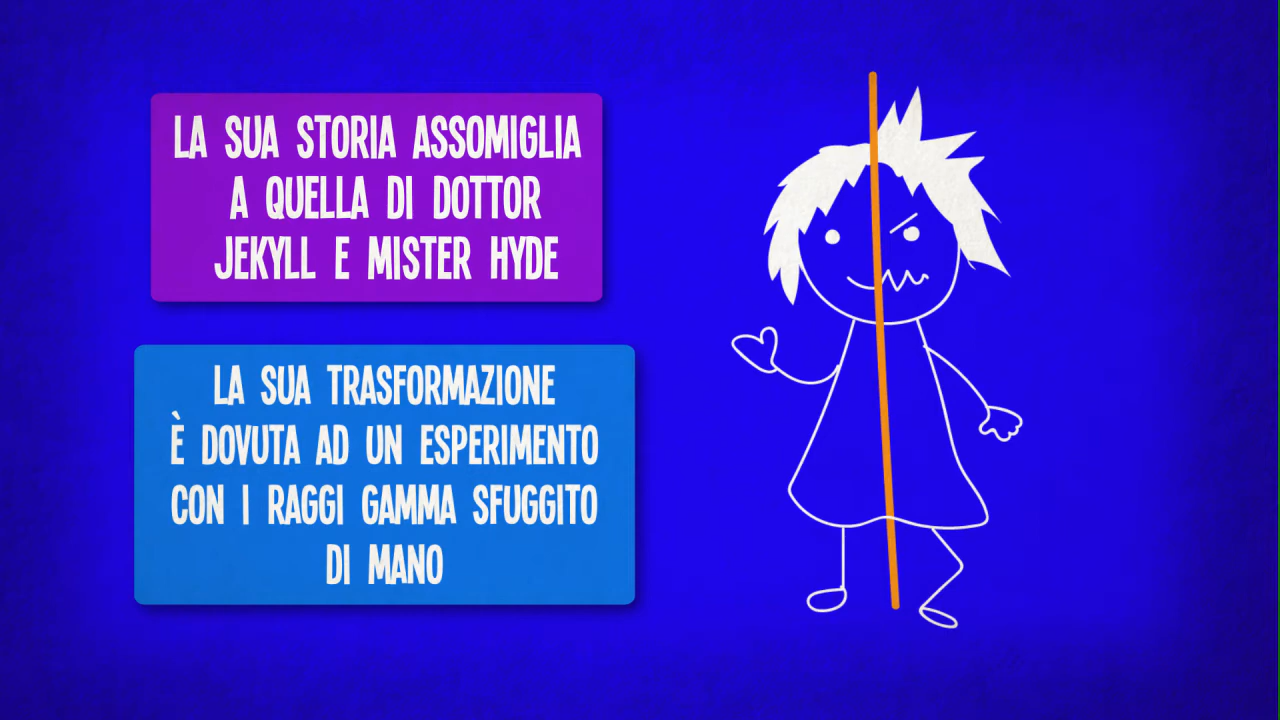 LA SUA STORIA ASSOMIGLIA
A QUELLA DI DOTTOR
JEKYLL E MISTER HYDE
LA SUA TRASFORMAZIONE
È DOVUTA AD UN ESPERIMENTO
CON I RAGGI GAMMA SFUGGITO
DI MANO